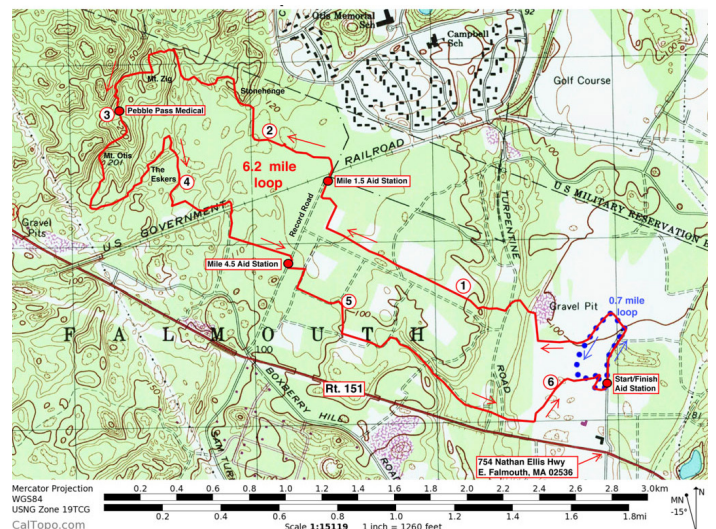 Otis Memorial
Sch
92
Campbell
Sch
Golf Course
Mt. Zig
Stonehenge
3
Pebble Pass Medical
2
6.2 mile
loop
RAILROAD
Mt. Otis
201
The
Eskers
4
Mile 1.5 Aid Station
U S MILITARY RESERVATION
TURPENTINE
ROAD
Record Road
Gravel
Pits
U S GOVERNMENT
Mile 4.5 Aid Station
1
5
100
Gravel Pit
0.7 mile
loop
FALMOUTH
100
Rt. 151
6
Start/Finish
Aid Station
BOXBERRY HILL
ROAD
SAM TUR
81
754 Nathan Ellis Hwy
E. Falmouth, MA 02536
Mercator Projection
WGS84
USNG Zone 19TCG
CalTopo.com
0.2 0.4 0.6 0.8 1.0 1.2 1.4 1.6 1.8 2.0 2.2 2.4 2.6 2.8 3.0km
0.2 0.4 0.6 0.8 1.0 1.2 1.4 1.6 1.8mi
Scale 1:15119 1 inch = 1260 feet
N
MN
-15°